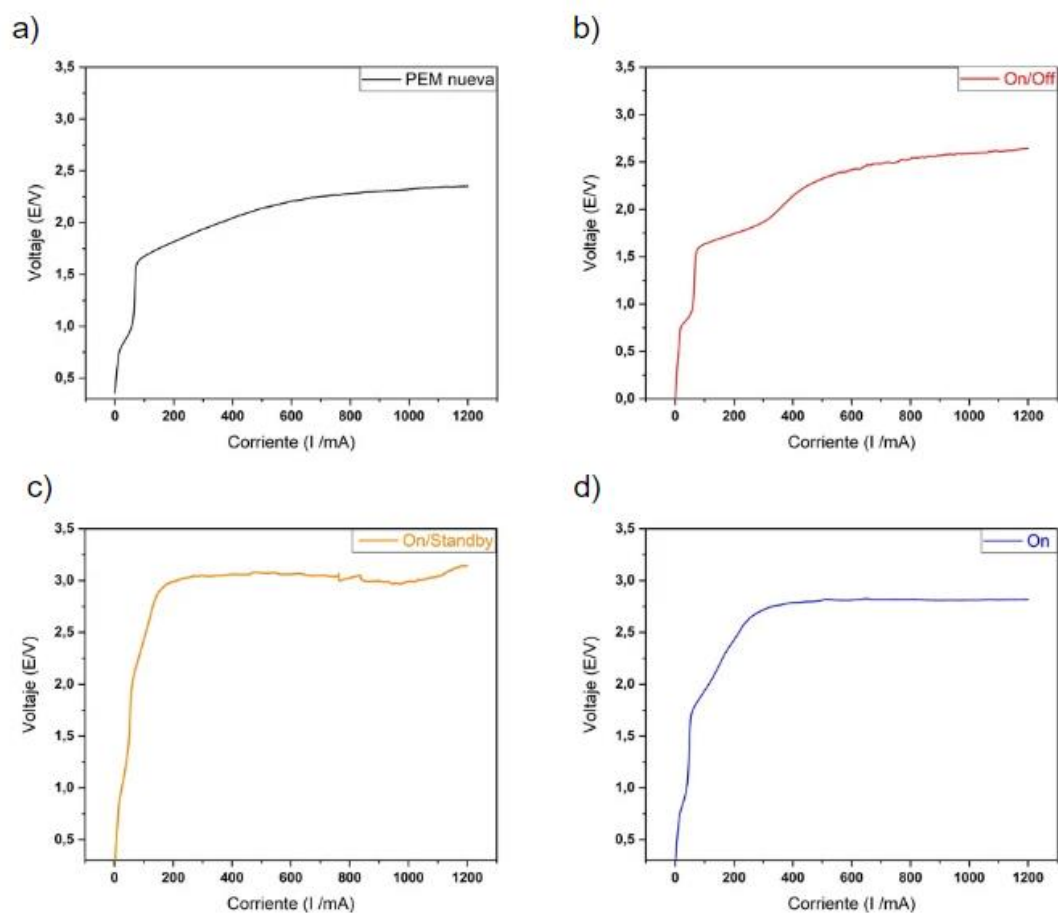 a)
3,5
PEM nueva
3,0
2,5
2,0
1,5
1,0
0,5
Voltaje (E/V)
0 200 400 600 800 1000 1200
Corriente (I /mA)
b)
3,5
On/Off
3,0
2,5
2,0
1,5
1,0
0,5
0,0
Voltaje (E/V)
0 200 400 600 800 1000 1200
Corriente (I /mA)
c)
3,5
On/Standby
3,0
2,5
2,0
1,5
1,0
0,5
Voltaje (E/V)
0 200 400 600 800 1000 1200
Corriente (I /mA)
d)
3,5
On
3,0
2,5
2,0
1,5
1,0
0,5
Voltaje (E/V)
0 200 400 600 800 1000 1200
Corriente (I /mA)